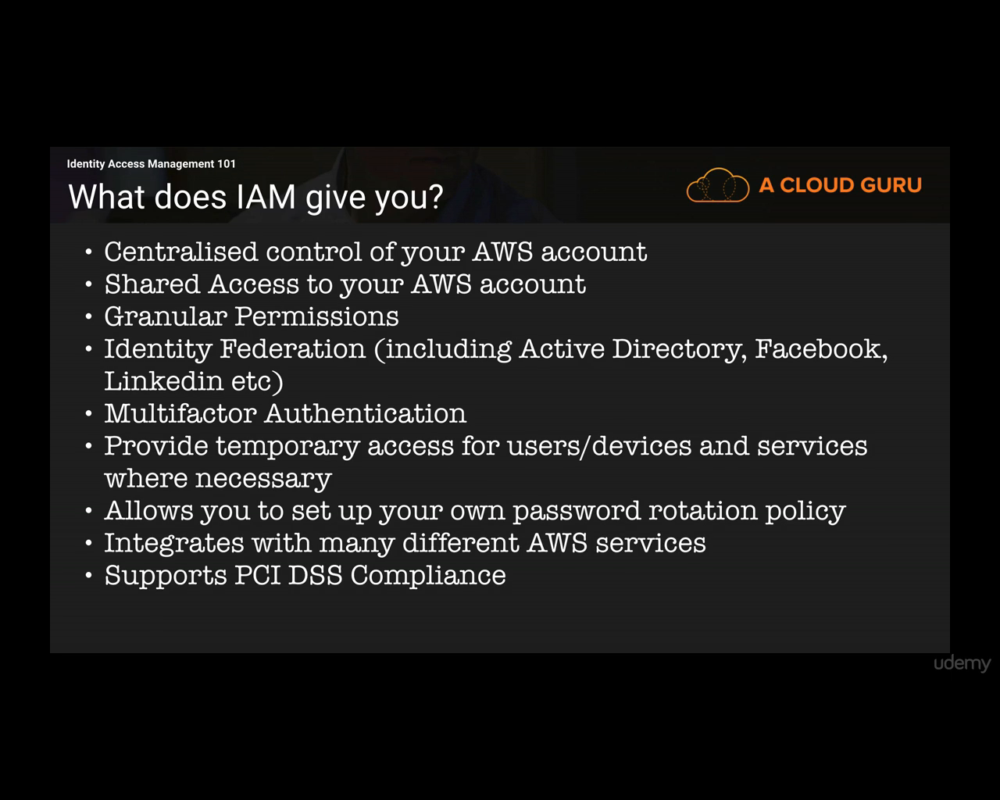 Identity Access Management 101
What does IAM give you?
A CLOUD GURU
• Centralised control of your AWS account
• Shared Access to your AWS account
• Granular Permissions
• Identity Federation (including Active Directory, Facebook,
Linkedin etc)
• Multifactor Authentication
• Provide temporary access for users/devices and services
where necessary
• Allows you to set up your own password rotation policy
• Integrates with many different AWS services
• Supports PCI DSS Compliance
udemy